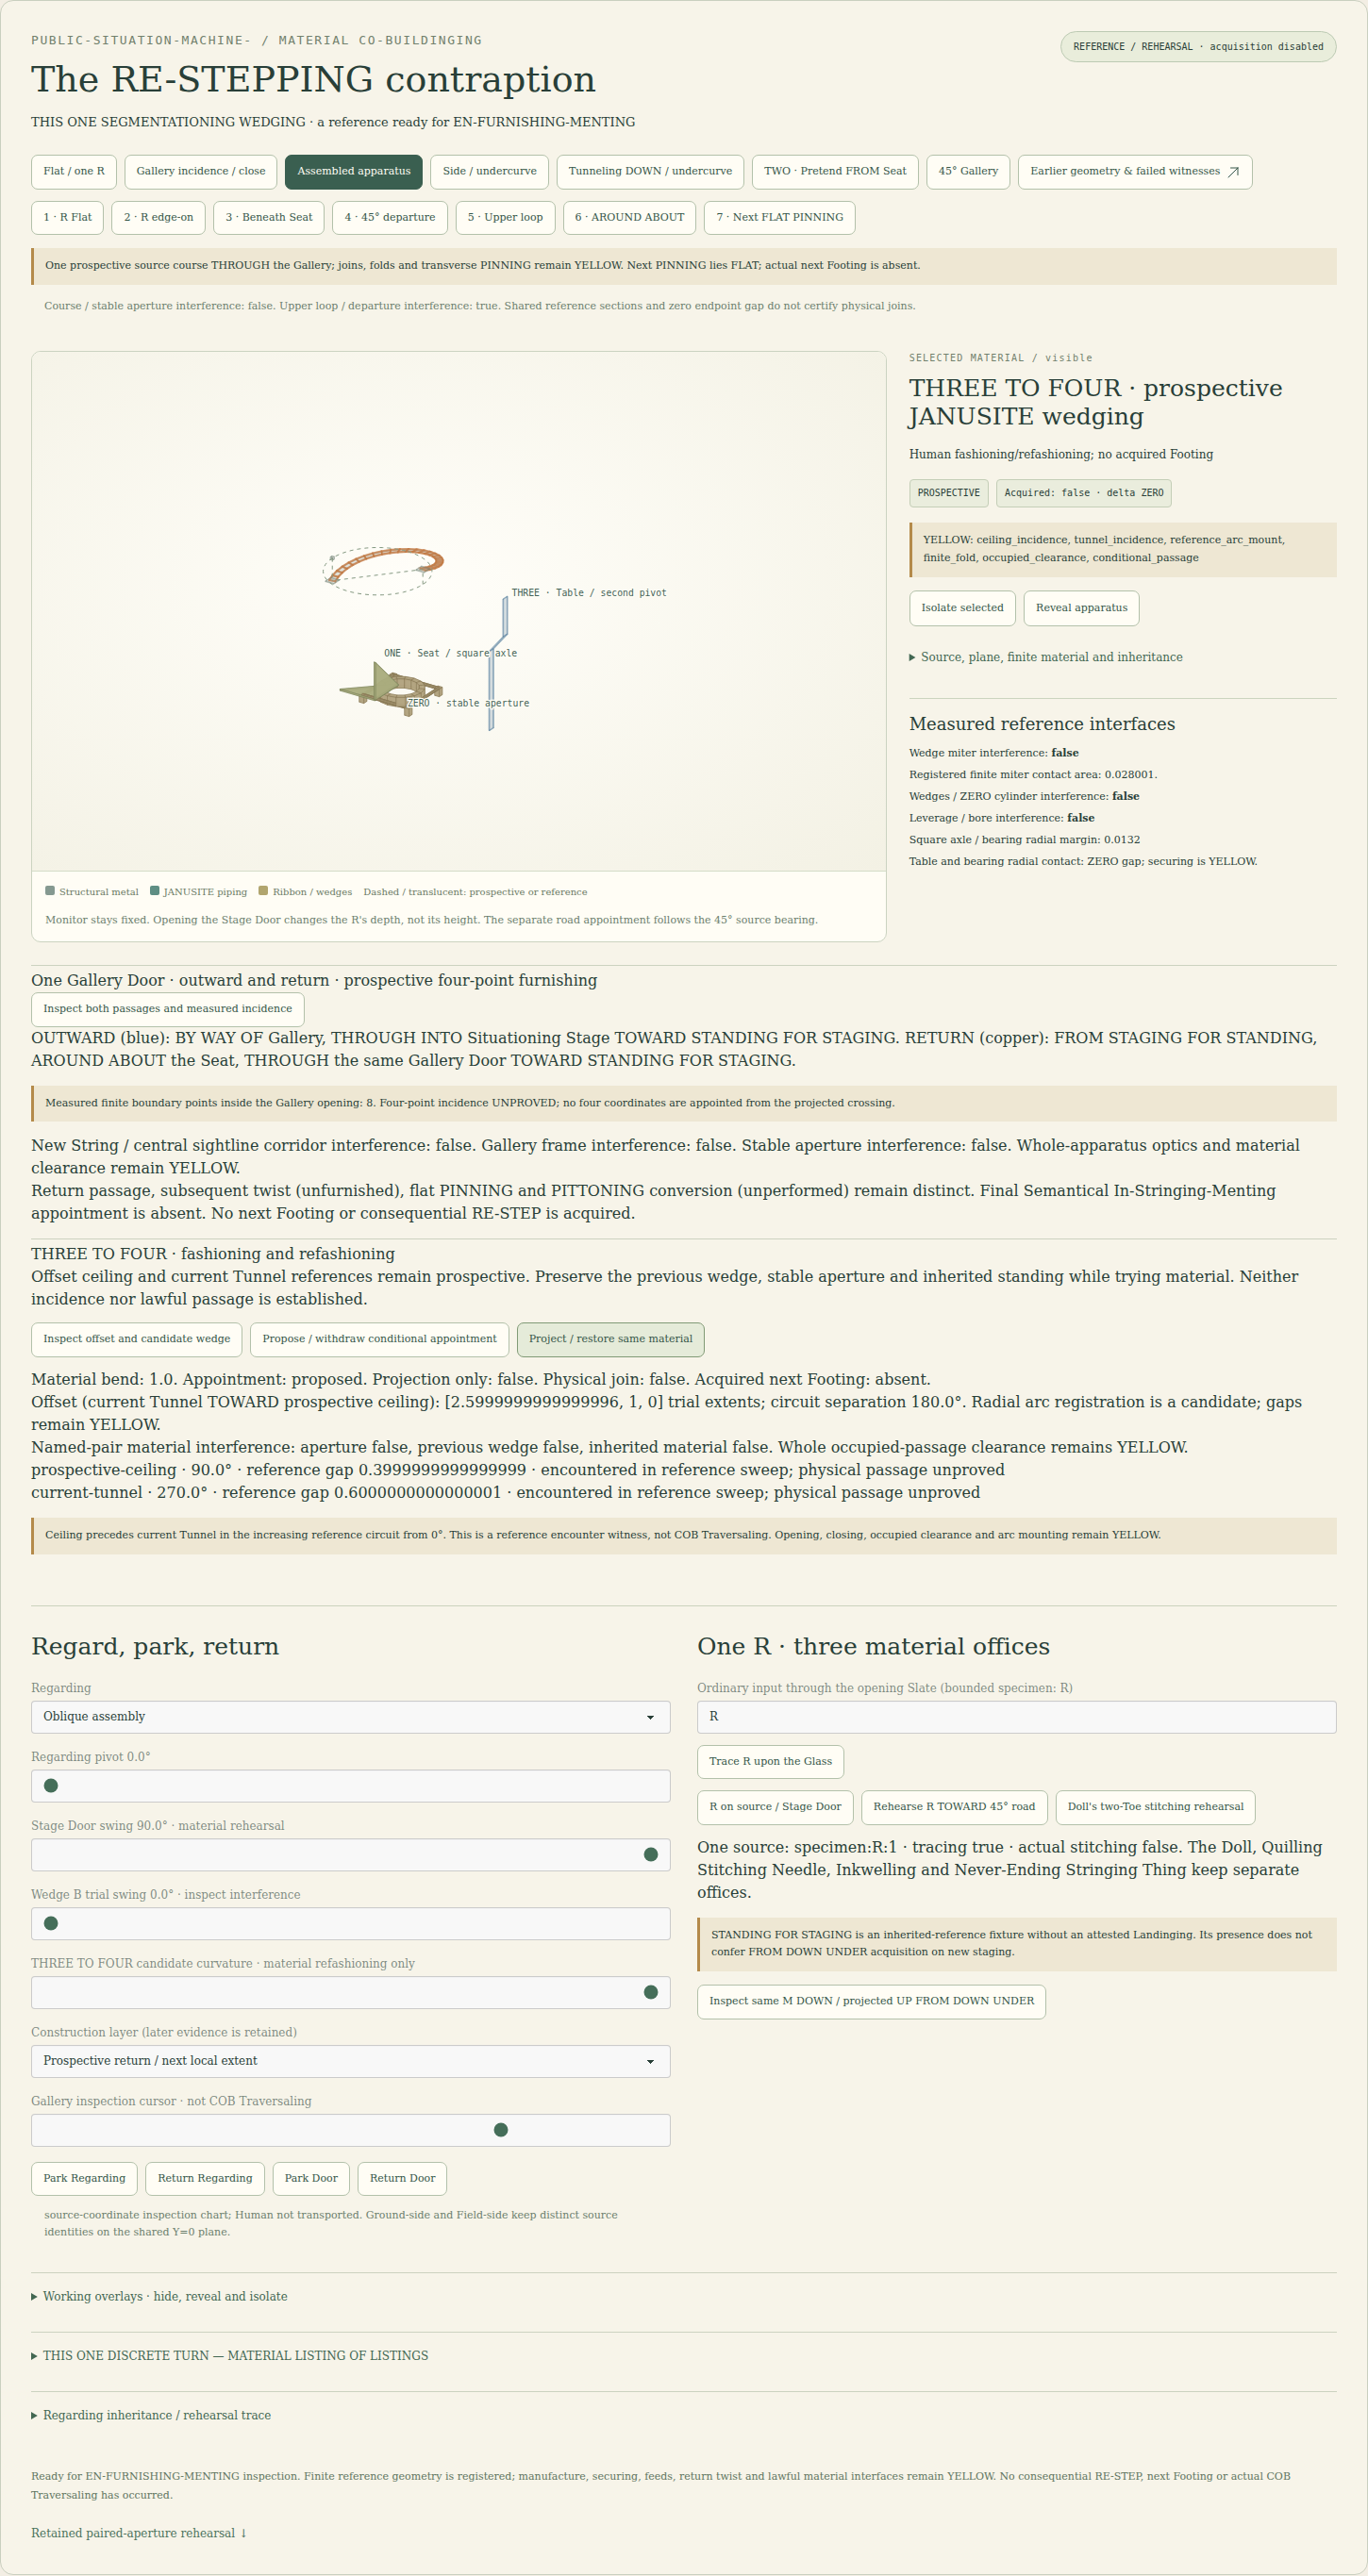 PUBLIC-SITUATION-MACHINE- / MATERIAL CO-BUILDINGING
REFERENCE / REHEARSAL · acquisition disabled
The RE-STEPPING contraption
THIS ONE SEGMENTATIONING WEDGING · a reference ready for EN-FURNISHING-MENTING
Flat / one R
Gallery incidence / close
Assembled apparatus
Side / undercurve
Tunneling DOWN / undercurve
TWO · Pretend FROM Seat
45° Gallery
Earlier geometry & failed witnesses
1 · R Flat
2 · R edge-on
3 · Beneath Seat
4 · 45° departure
5 · Upper loop
6 · AROUND ABOUT
7 · Next FLAT PINNING
One prospective source course THROUGH the Gallery; joins, folds and transverse PINNING remain YELLOW. Next PINNING lies FLAT; actual next Footing is absent.
Course / stable aperture interference: false. Upper loop / departure interference: true. Shared reference sections and zero endpoint gap do not certify physical joins.
THREE · Table / second pivot
ONE · Seat / square axle
ZERO · stable aperture
Structural metal
JANUSITE piping
Ribbon / wedges
Dashed / translucent: prospective or reference
Monitor stays fixed. Opening the Stage Door changes the R's depth, not its height. The separate road appointment follows the 45° source bearing.
SELECTED MATERIAL / visible
THREE TO FOUR · prospective
JANUSITE wedging
Human fashioning/refashioning; no acquired Footing
PROSPECTIVE
Acquired: false · delta ZERO
YELLOW: ceiling_incidence, tunnel_incidence, reference_arc_mount,
finite_fold, occupied_clearance, conditional_passage
Isolate selected
Reveal apparatus
Source, plane, finite material and inheritance
Measured reference interfaces
Wedge miter interference: false
Registered finite miter contact area: 0.028001.
Wedges / ZERO cylinder interference: false
Leverage / bore interference: false
Square axle / bearing radial margin: 0.0132
Table and bearing radial contact: ZERO gap; securing is YELLOW.
One Gallery Door · outward and return · prospective four-point furnishing
Inspect both passages and measured incidence
OUTWARD (blue): BY WAY OF Gallery, THROUGH INTO Situationing Stage TOWARD STANDING FOR STAGING. RETURN (copper): FROM STAGING FOR STANDING,
AROUND ABOUT the Seat, THROUGH the same Gallery Door TOWARD STANDING FOR STAGING.
Measured finite boundary points inside the Gallery opening: 8. Four-point incidence UNPROVED; no four coordinates are appointed from the projected crossing.
New String / central sightline corridor interference: false. Gallery frame interference: false. Stable aperture interference: false. Whole-apparatus optics and material
clearance remain YELLOW.
Return passage, subsequent twist (unfurnished), flat PINNING and PITTONING conversion (unperformed) remain distinct. Final Semantical In-Stringing-Menting
appointment is absent. No next Footing or consequential RE-STEP is acquired.
THREE TO FOUR · fashioning and refashioning
Offset ceiling and current Tunnel references remain prospective. Preserve the previous wedge, stable aperture and inherited standing while trying material. Neither
incidence nor lawful passage is established.
Inspect offset and candidate wedge
Propose / withdraw conditional appointment
Project / restore same material
Material bend: 1.0. Appointment: proposed. Projection only: false. Physical join: false. Acquired next Footing: absent.
Offset (current Tunnel TOWARD prospective ceiling): [2.5999999999999996, 1, 0] trial extents; circuit separation 180.0°. Radial arc registration is a candidate; gaps
remain YELLOW.
Named-pair material interference: aperture false, previous wedge false, inherited material false. Whole occupied-passage clearance remains YELLOW.
prospective-ceiling · 90.0° · reference gap 0.3999999999999999 · encountered in reference sweep; physical passage unproved
current-tunnel · 270.0° · reference gap 0.6000000000000001 · encountered in reference sweep; physical passage unproved
Ceiling precedes current Tunnel in the increasing reference circuit from 0°. This is a reference encounter witness, not COB Traversaling. Opening, closing, occupied clearance and arc mounting remain YELLOW.
Regard, park, return
Regarding
Oblique assembly
Regarding pivot 0.0°
Stage Door swing 90.0° · material rehearsal
Wedge B trial swing 0.0° · inspect interference
THREE TO FOUR candidate curvature · material refashioning only
Construction layer (later evidence is retained)
Prospective return / next local extent
Gallery inspection cursor · not COB Traversaling
Park Regarding
Return Regarding
Park Door
Return Door
source-coordinate inspection chart; Human not transported. Ground-side and Field-side keep distinct source
identities on the shared Y=0 plane.
One R · three material offices
Ordinary input through the opening Slate (bounded specimen: R)
R
Trace R upon the Glass
R on source / Stage Door
Rehearse R TOWARD 45° road
Doll's two-Toe stitching rehearsal
One source: specimen:R:1 · tracing true · actual stitching false. The Doll, Quilling
Stitching Needle, Inkwelling and Never-Ending Stringing Thing keep separate
offices.
STANDING FOR STAGING is an inherited-reference fixture without an attested Landinging. Its presence does not
confer FROM DOWN UNDER acquisition on new staging.
Inspect same M DOWN / projected UP FROM DOWN UNDER
Working overlays · hide, reveal and isolate
THIS ONE DISCRETE TURN — MATERIAL LISTING OF LISTINGS
Regarding inheritance / rehearsal trace
Ready for EN-FURNISHING-MENTING inspection. Finite reference geometry is registered; manufacture, securing, feeds, return twist and lawful material interfaces remain YELLOW. No consequential RE-STEP, next Footing or actual COB
Traversaling has occurred.
Retained paired-aperture rehearsal ↓